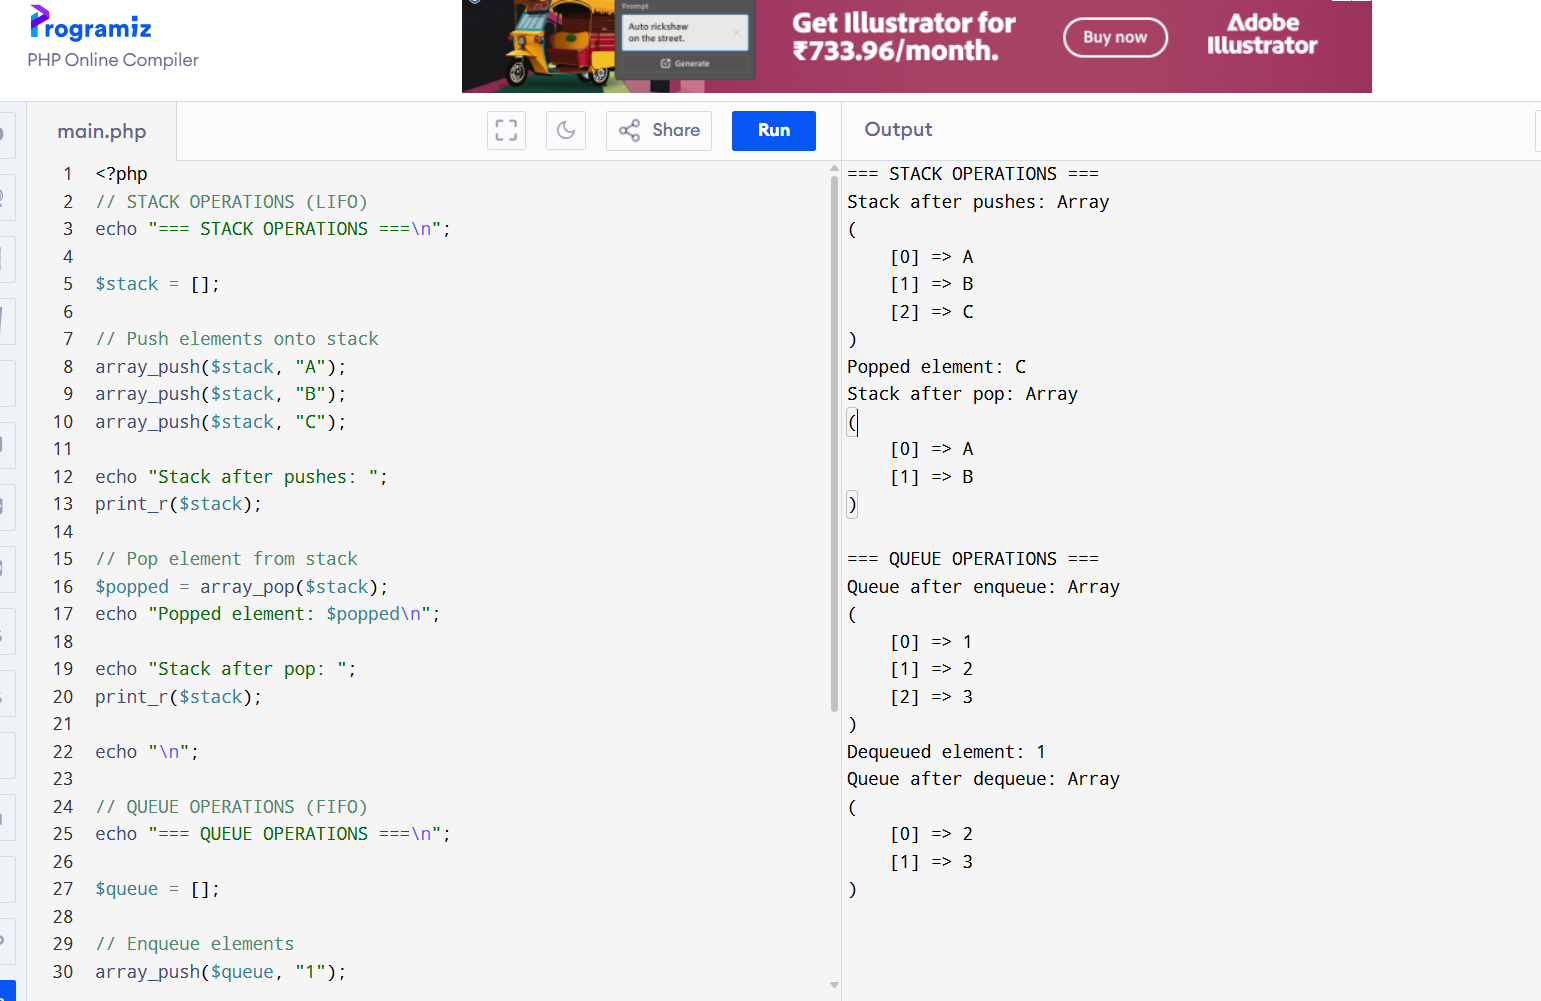 Programiz
PHP Online Compiler
Prompt
Auto rickshaw
on the street.
Generate
Get Illustrator for
₹733.96/month.
Buy now
Adobe
Illustrator
main.php
Share
Run
Output
1 <?php
2 // STACK OPERATIONS (LIFO)
3 echo "=== STACK OPERATIONS ===\n";
4
5 $stack = [];
6
7 // Push elements onto stack
8 array_push($stack, "A");
9 array_push($stack, "B");
10 array_push($stack, "C");
11
12 echo "Stack after pushes: ";
13 print_r($stack);
14
15 // Pop element from stack
16 $popped = array_pop($stack);
17 echo "Popped element: $popped\n";
18
19 echo "Stack after pop: ";
20 print_r($stack);
21
22 echo "\n";
23
24 // QUEUE OPERATIONS (FIFO)
25 echo "=== QUEUE OPERATIONS ===\n";
26
27 $queue = [];
28
29 // Enqueue elements
30 array_push($queue, "1");
=== STACK OPERATIONS ===
Stack after pushes: Array
(
    [0] => A
    [1] => B
    [2] => C
)
Popped element: C
Stack after pop: Array
(
    [0] => A
    [1] => B
)

=== QUEUE OPERATIONS ===
Queue after enqueue: Array
(
    [0] => 1
    [1] => 2
    [2] => 3
)
Dequeued element: 1
Queue after dequeue: Array
(
    [0] => 2
    [1] => 3
)